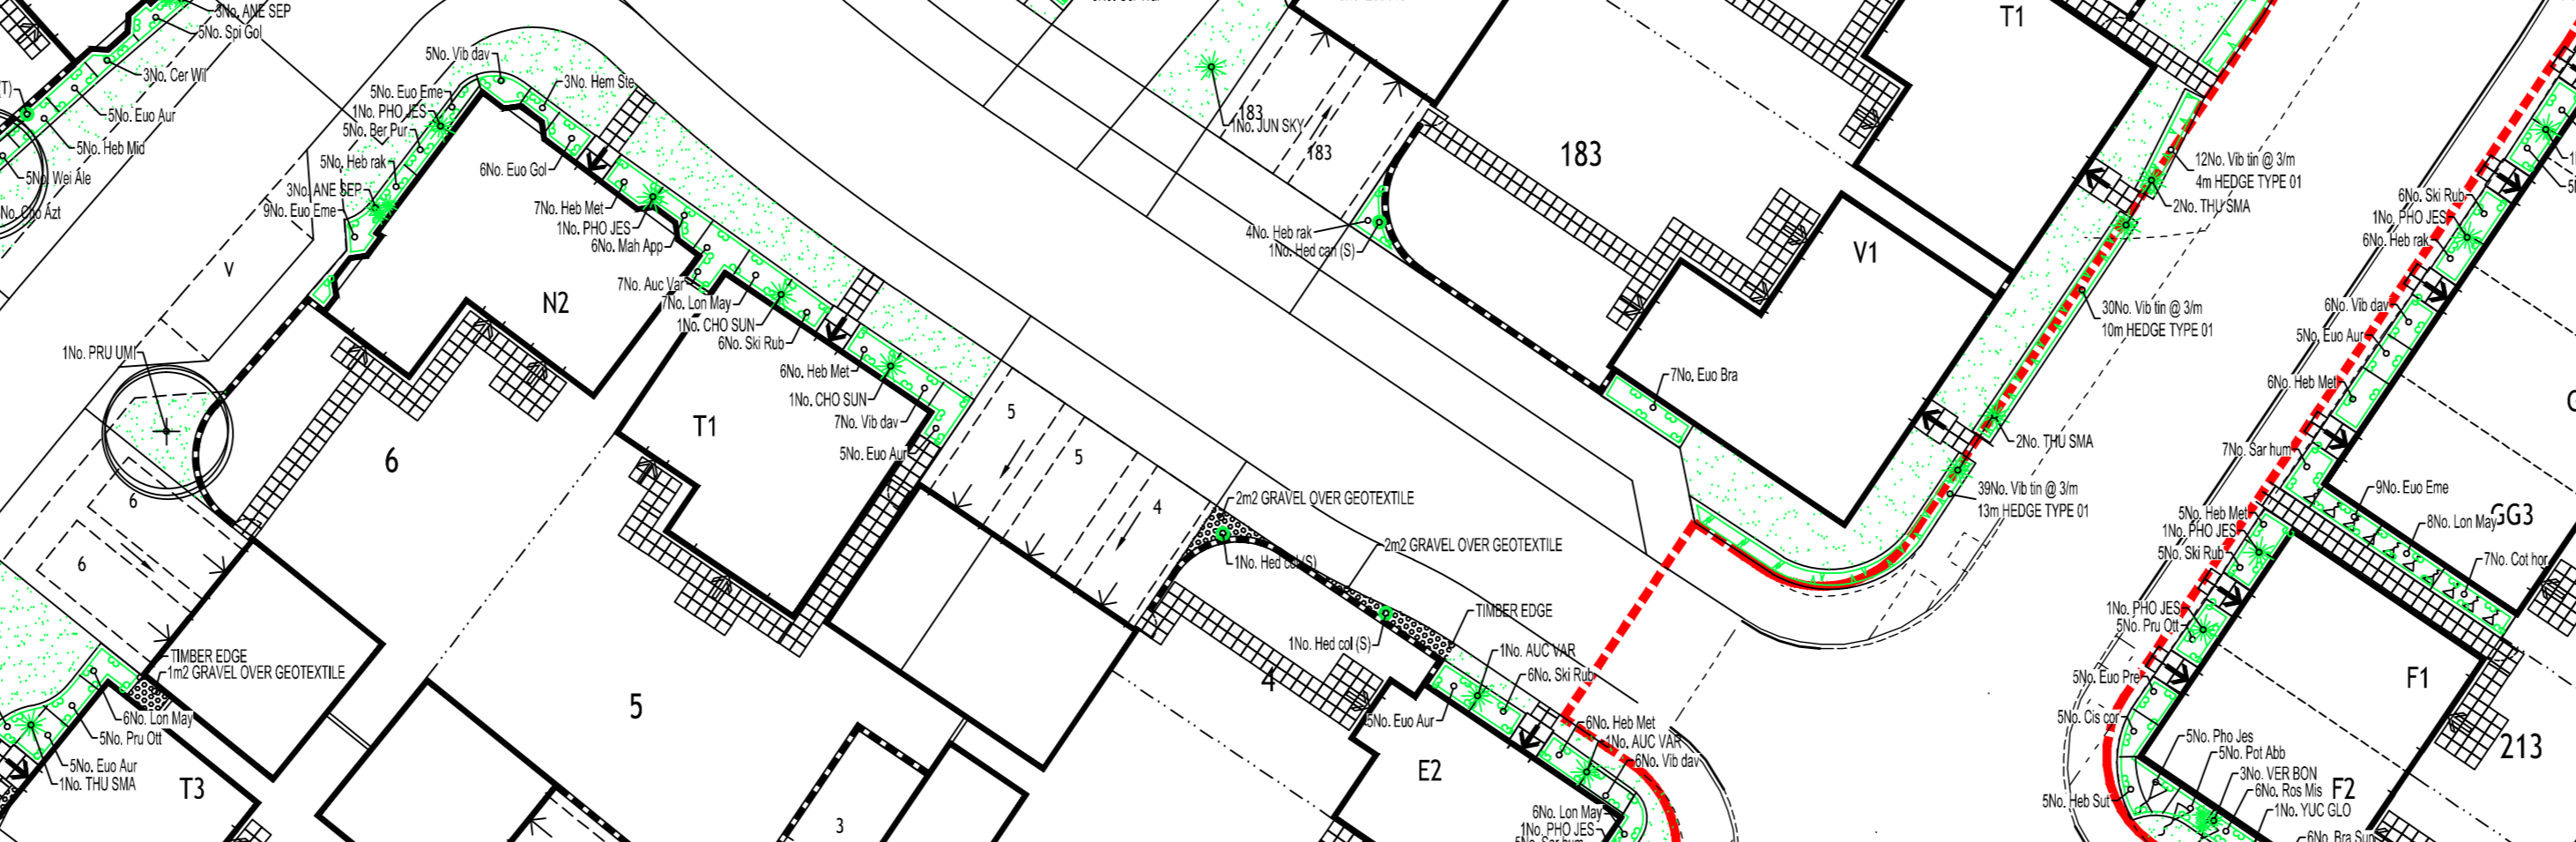 3No. ANE SEP
5No. Spi Gol
3No. Cer Wil
5No. Euo Aur
5No. Heb Mid
5No. Wei Ale
(T)
5No. Vib dav
3No. Hem Ste
5No. Euo Eme
1No. PHO JES
5No. Ber Pur
5No. Heb rak
3No. ANE SEP
9No. Euo Eme
6No. Euo Gol
7No. Heb Met
1No. PHO JES
6No. Mah App
7No. Auc Var
7No. Lon May
1No. CHO SUN
6No. Ski Rub
6No. Heb Met
1No. CHO SUN
7No. Vib dav
5No. Euo Aur
V
N2
T1
1No. PRU UMI
6
6
6
5
5
5
4
TIMBER EDGE
1m2 GRAVEL OVER GEOTEXTILE
6No. Lon May
5No. Pru Ott
5No. Euo Aur
1No. THU SMA
T3
3
183
1No. JUN SKY
183
183
4No. Heb rak
1No. Hed can (S)
T1
V1
7No. Euo Bra
12No. Vib tin @ 3/m
4m HEDGE TYPE 01
2No. THU SMA
30No. Vib tin @ 3/m
10m HEDGE TYPE 01
2No. THU SMA
39No. Vib tin @ 3/m
13m HEDGE TYPE 01
2m2 GRAVEL OVER GEOTEXTILE
1No. Hed col (S)
2m2 GRAVEL OVER GEOTEXTILE
TIMBER EDGE
1No. Hed col (S)
1No. AUC VAR
6No. Ski Rub
4
5No. Euo Aur
6No. Heb Met
1No. AUC VAR
6No. Vib dav
E2
6No. Lon May
1No. PHO JES
5No. Sar hum
6No. Ski Rub
1No. PHO JES
6No. Heb rak
6No. Vib dav
5No. Euo Aur
6No. Heb Met
7No. Sar hum
9No. Euo Eme
8No. Lon May
GG3
7No. Cot hor
5No. Heb Met
1No. PHO JES
5No. Ski Rub
1No. PHO JES
5No. Pru Ott
5No. Euo Pre
5No. Cis cor
F1
5No. Pho Jes
5No. Pot Abb
213
3No. VER BON
6No. Ros Mis
F2
5No. Heb Sut
1No. YUC GLO
6No. Bra Sun